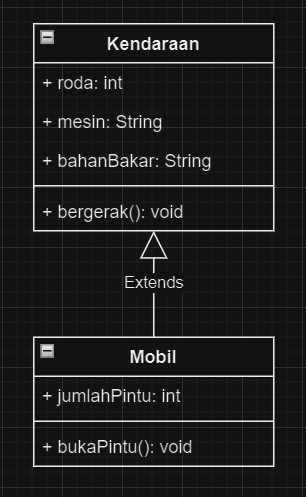 Kendaraan
+ roda: int
+ mesin: String
+ bahanBakar: String
+ bergerak(): void
Extends
Mobil
+ jumlahPintu: int
+ bukaPintu(): void